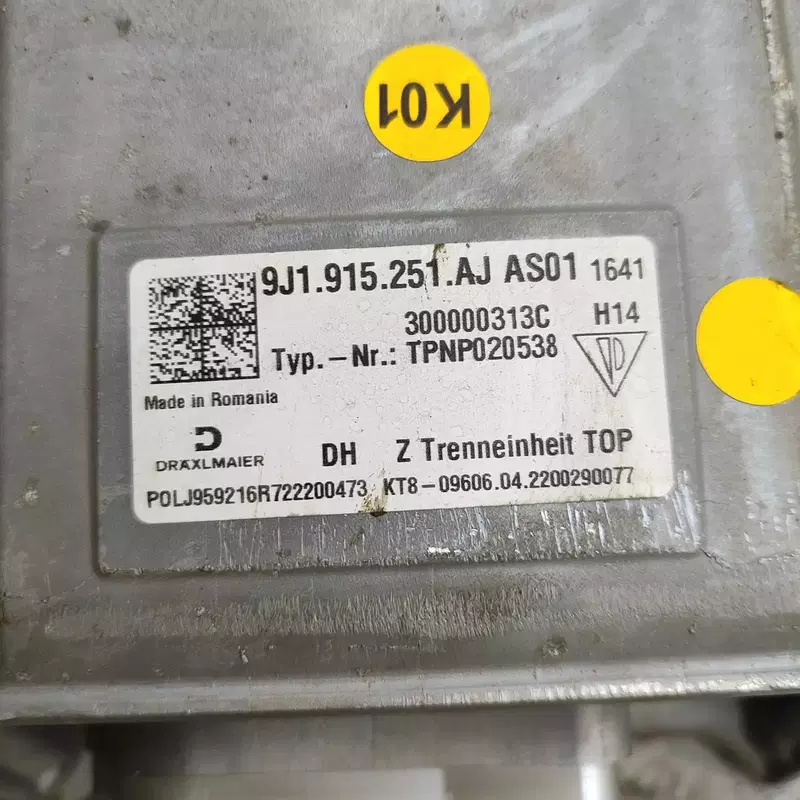 K01
9J1.915.251.AJ AS01 1641
300000313C H14
Typ.-Nr.: TPNP020538
Made in Romania
DRÄXLMAIER DH Z Trenneinheit TOP
POLJ959216R722200473 KT8-09606.04.2200290077